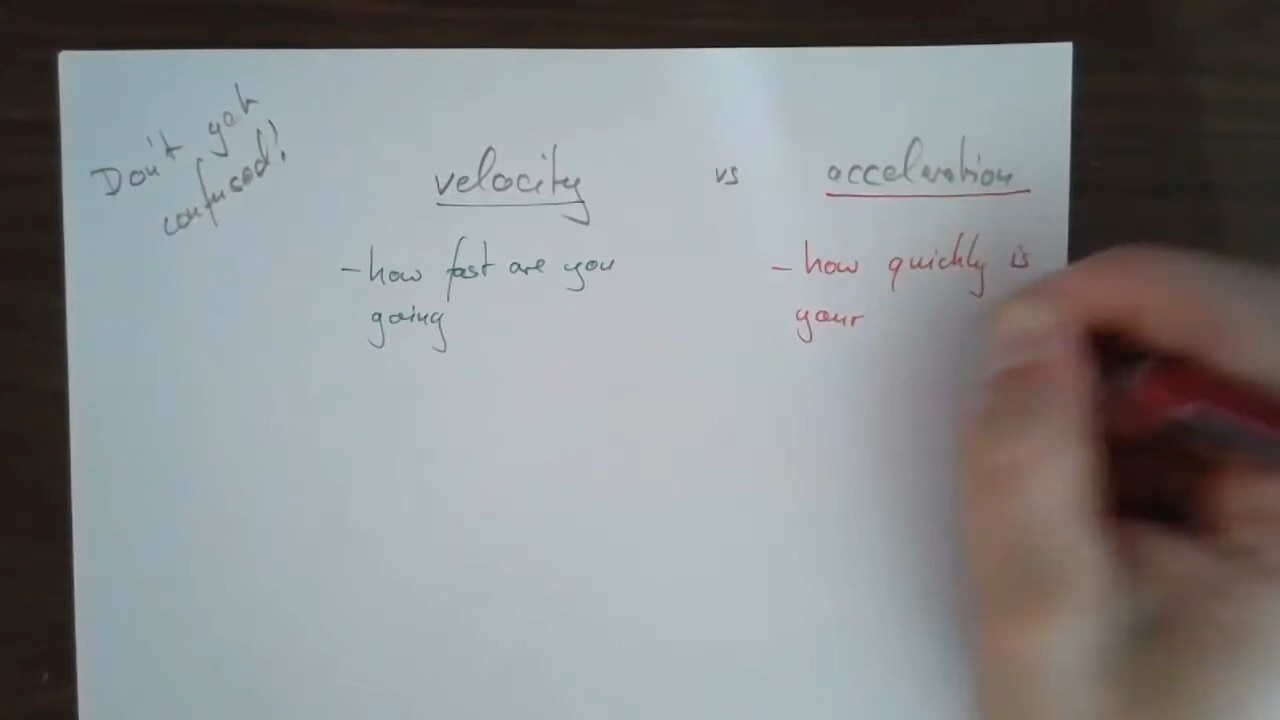 Don't get
confused!
velocity vs acceleration
- how fast are you
going
- how quickly is
your